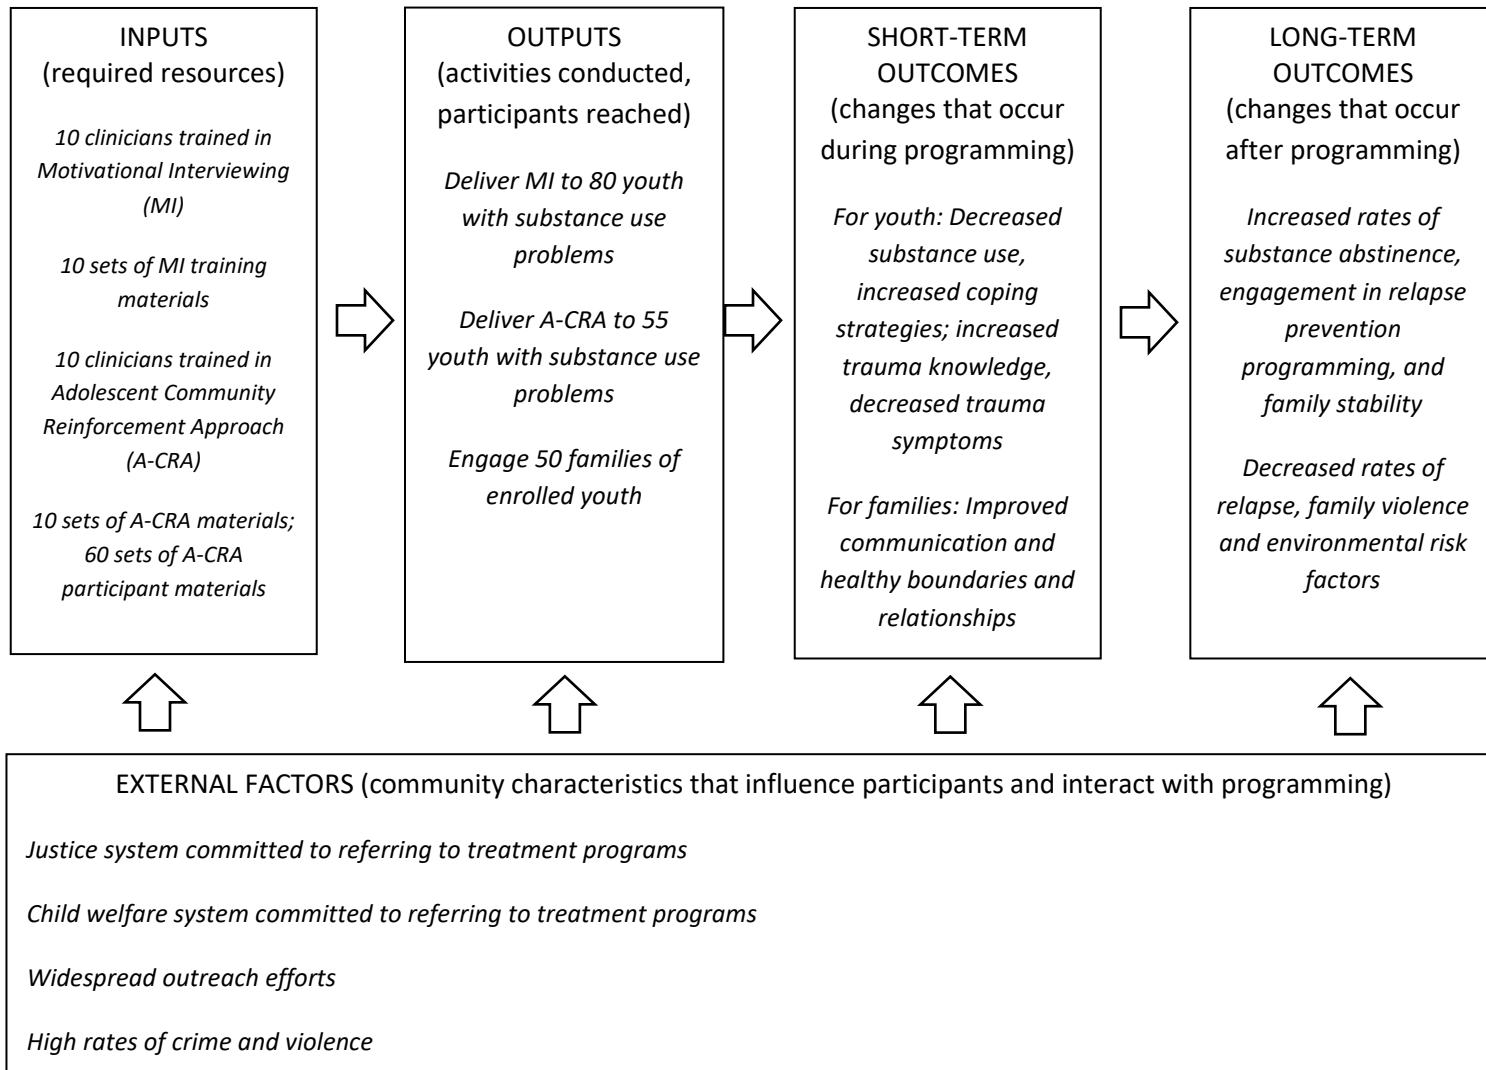 INPUTS
(required resources)
10 clinicians trained in
Motivational Interviewing
(MI)
10 sets of MI training
materials
10 clinicians trained in
Adolescent Community
Reinforcement Approach
(A-CRA)
10 sets of A-CRA materials;
60 sets of A-CRA
participant materials
OUTPUTS
(activities conducted,
participants reached)
Deliver MI to 80 youth
with substance use
problems
Deliver A-CRA to 55
youth with substance use
problems
Engage 50 families of
enrolled youth
SHORT-TERM
OUTCOMES
(changes that occur
during programming)
For youth: Decreased
substance use,
increased coping
strategies; increased
trauma knowledge,
decreased trauma
symptoms
For families: Improved
communication and
healthy boundaries and
relationships
LONG-TERM
OUTCOMES
(changes that occur
after programming)
Increased rates of
substance abstinence,
engagement in relapse
prevention
programming, and
family stability
Decreased rates of
relapse, family violence
and environmental risk
factors
EXTERNAL FACTORS (community characteristics that influence participants and interact with programming)
Justice system committed to referring to treatment programs
Child welfare system committed to referring to treatment programs
Widespread outreach efforts
High rates of crime and violence